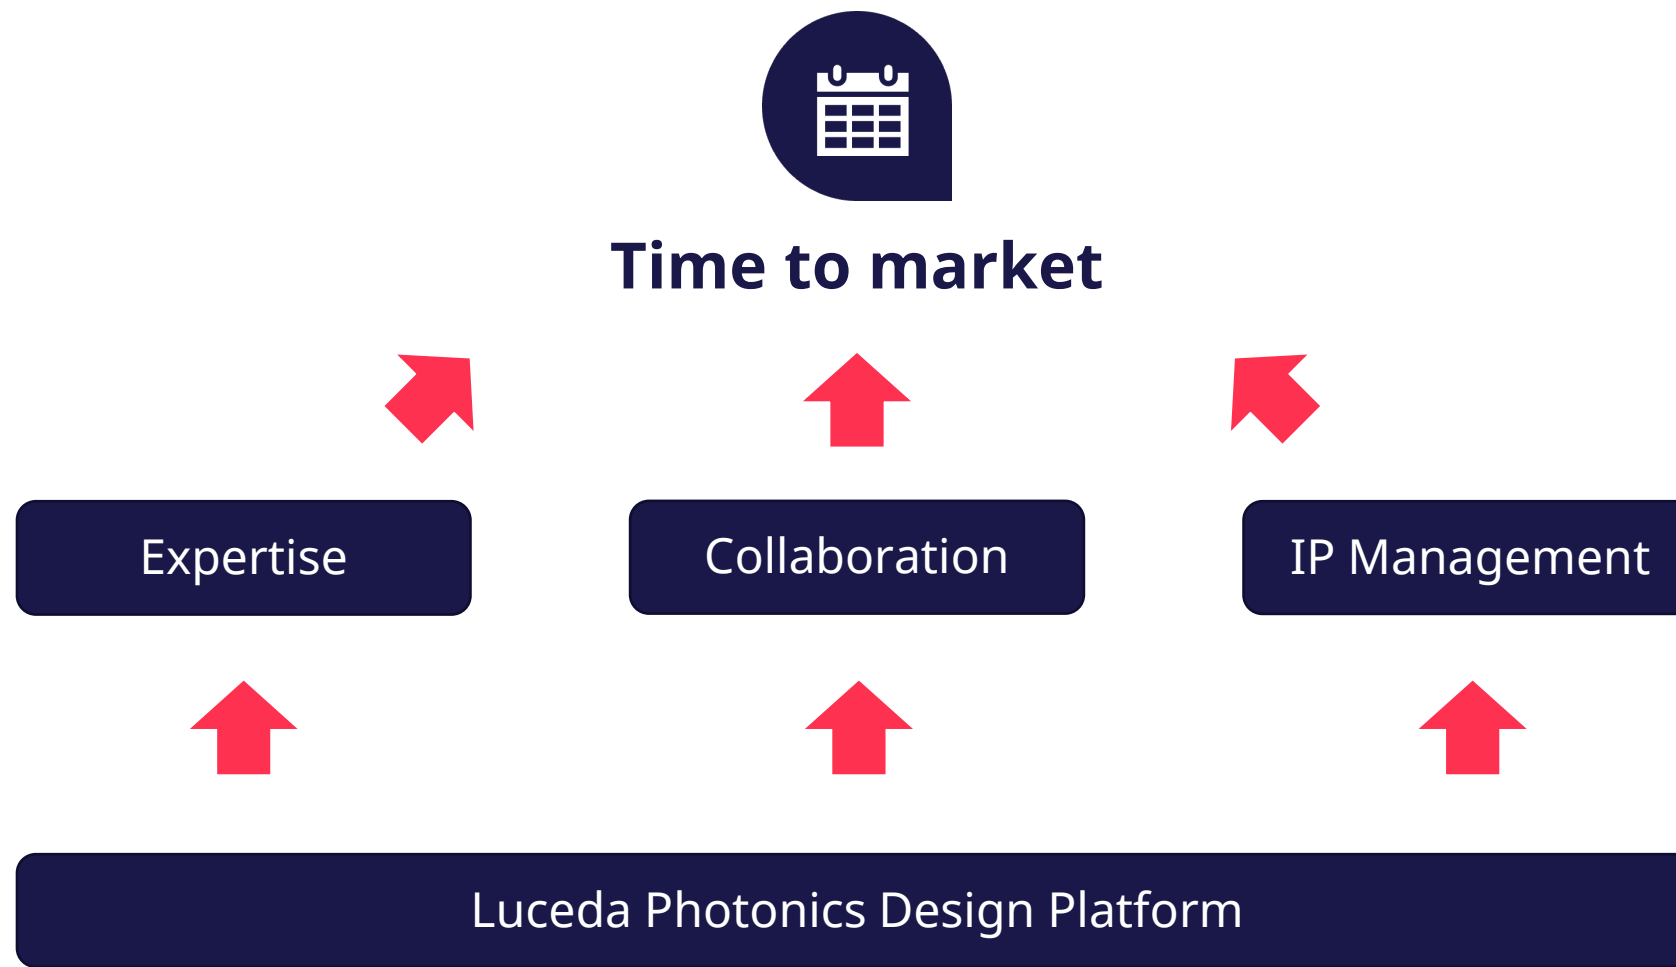 Time to market
Expertise
Collaboration
IP Management
Luceda Photonics Design Platform